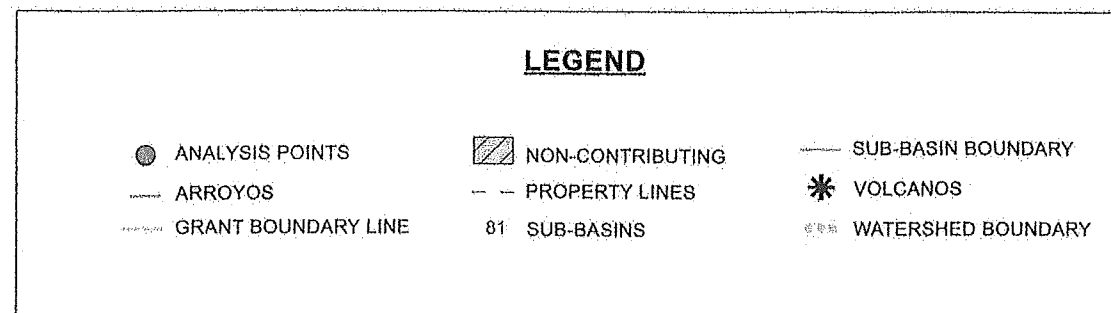 LEGEND
ANALYSIS POINTS
ARROYOS
GRANT BOUNDARY LINE
NON-CONTRIBUTING
PROPERTY LINES
81 SUB-BASINS
SUB-BASIN BOUNDARY
VOLCANOS
WATERSHED BOUNDARY